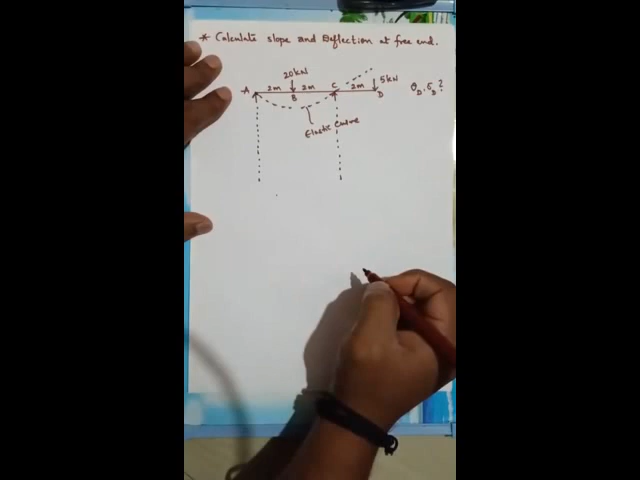 * Calculate slope and Deflection at free end.
20kN
5kN
A 2m 2m C 2m
B D
θD, δD ?
Elastic Curve